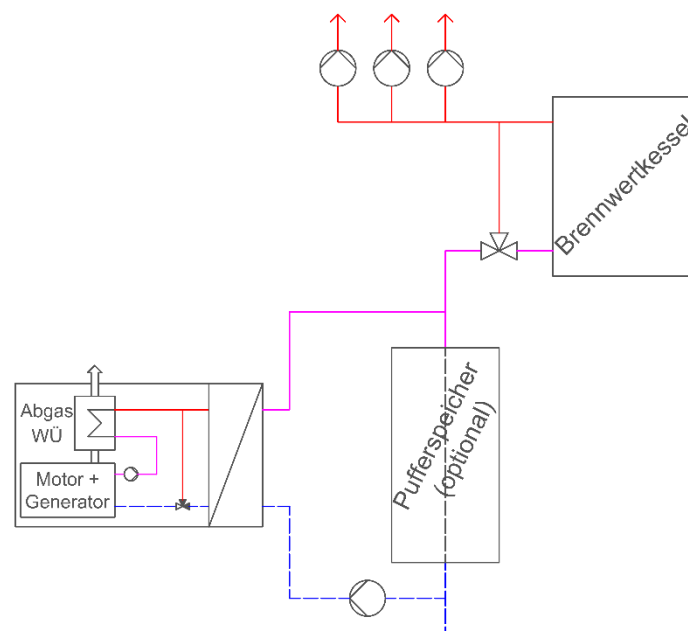 Brennwertkessel
Pufferspeicher
(optional)
Abgas
WÜ
Motor +
Generator